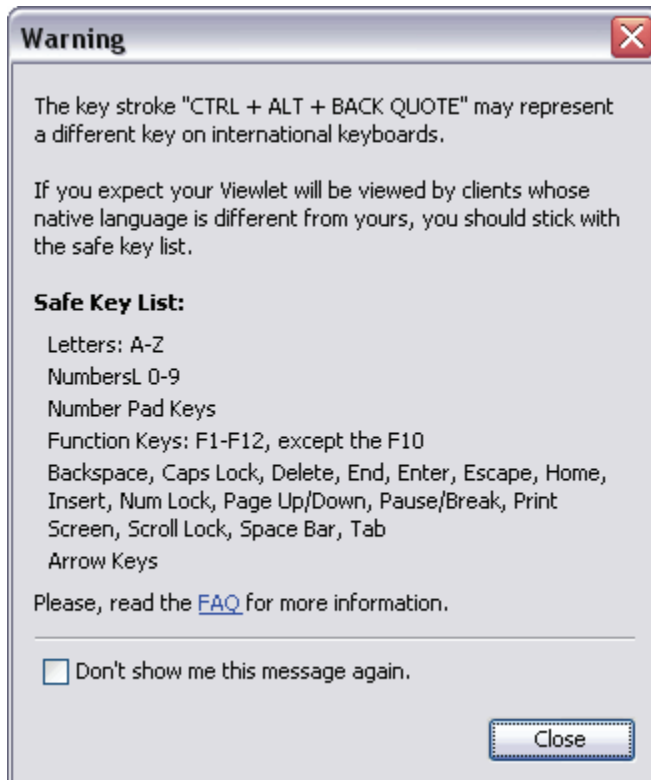 Warning
The key stroke "CTRL + ALT + BACK QUOTE" may represent
a different key on international keyboards.
If you expect your Viewlet will be viewed by clients whose
native language is different from yours, you should stick with
the safe key list.
Safe Key List:
Letters: A-Z
NumbersL 0-9
Number Pad Keys
Function Keys: F1-F12, except the F10
Backspace, Caps Lock, Delete, End, Enter, Escape, Home,
Insert, Num Lock, Page Up/Down, Pause/Break, Print
Screen, Scroll Lock, Space Bar, Tab
Arrow Keys
Please, read the FAQ for more information.
Don't show me this message again.
Close